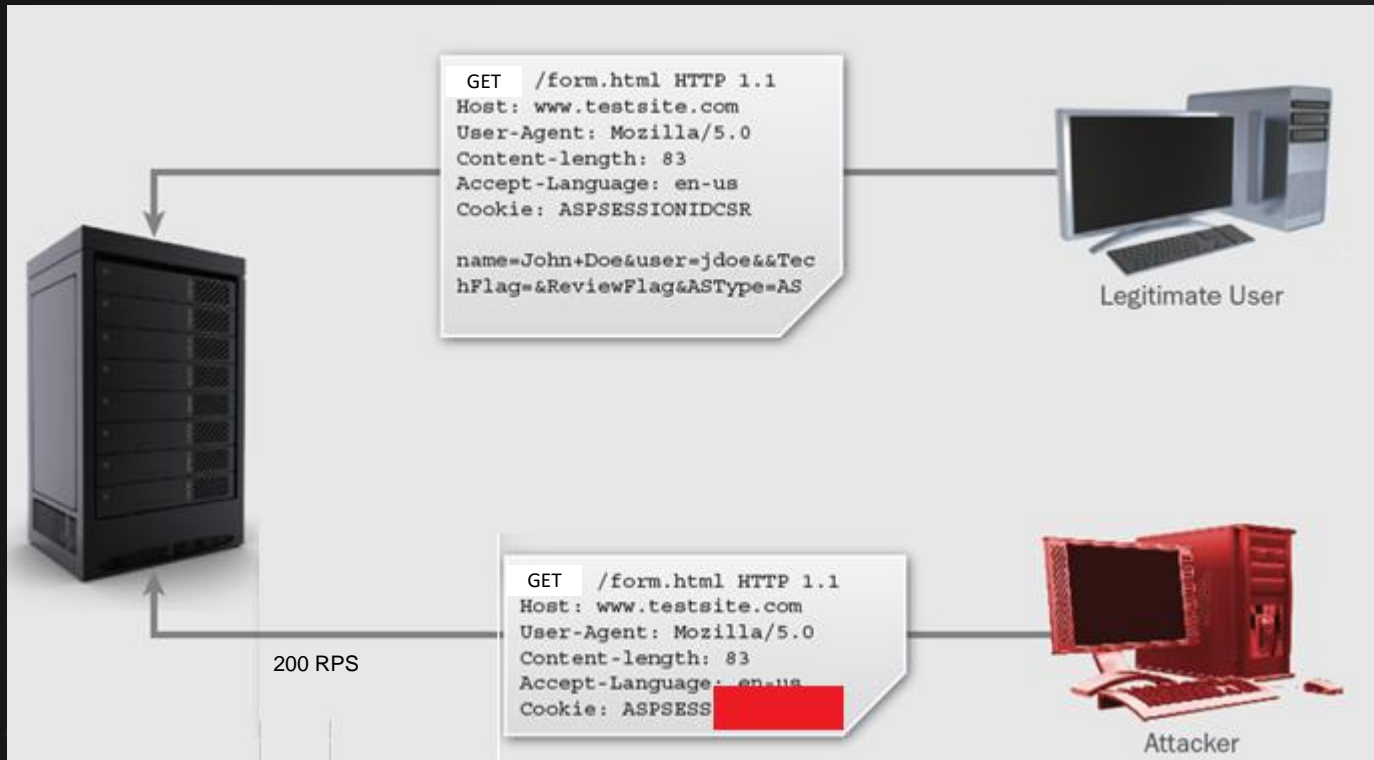 GET /form.html HTTP 1.1
Host: www.testsite.com
User-Agent: Mozilla/5.0
Content-length: 83
Accept-Language: en-us
Cookie: ASPSESSIONIDCSR
name=John+Doe&user=jdoe&&Tec
hFlag=&ReviewFlag&ASType=AS
Legitimate User
GET /form.html HTTP 1.1
Host: www.testsite.com
User-Agent: Mozilla/5.0
Content-length: 83
Accept-Language: en-us
Cookie: ASPSESS
200 RPS
Attacker